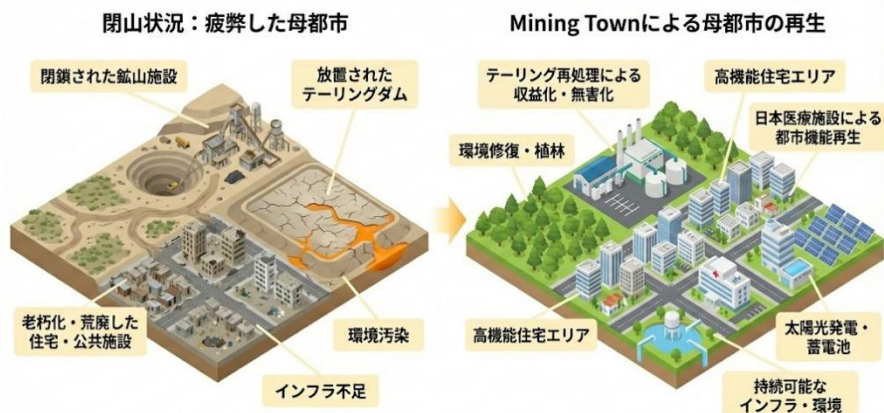 閉山状況：疲弊した母都市
閉鎖された鉱山施設
放置された
テーリングダム
老朽化・荒廃した
住宅・公共施設
環境汚染
インフラ不足
Mining Townによる母都市の再生
テーリング再処理による
収益化・無害化
高機能住宅エリア
日本医療施設による
都市機能再生
環境修復・植林
高機能住宅エリア
太陽光発電・
蓄電池
持続可能な
インフラ・環境